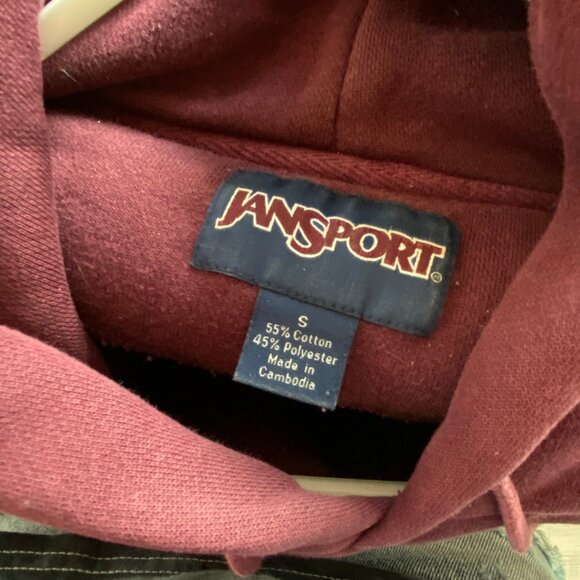 JANSPORT®
S
55% Cotton
45% Polyester
Made in
Cambodia